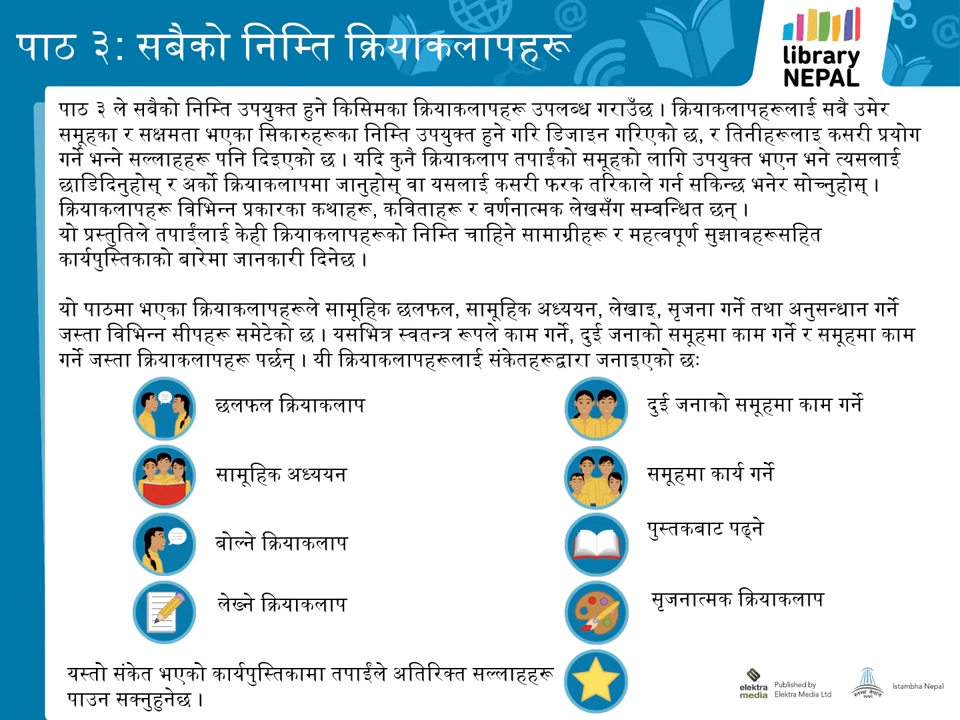 पाठ ३: सबैको निम्ति क्रियाकलापहरू
library
NEPAL
पाठ ३ ले सबैको निम्ति उपयुक्त हुने किसिमका क्रियाकलापहरू उपलब्ध गराउँछ । क्रियाकलापहरूलाई सबै उमेर
समूहका र सक्षमता भएका सिकारुहरूका निम्ति उपयुक्त हुने गरि डिजाइन गरिएको छ, र तिनीहरूलाइ कसरी प्रयोग
गर्ने भन्ने सल्लाहहरू पनि दिइएको छ । यदि कुनै क्रियाकलाप तपाईंको समूहको लागि उपयुक्त भएन भने त्यसलाई
छाडिदिनुहोस् र अर्को क्रियाकलापमा जानुहोस् वा यसलाई कसरी फरक तरिकाले गर्न सकिन्छ भनेर सोच्नुहोस् ।
क्रियाकलापहरू विभिन्न प्रकारका कथाहरू, कविताहरू र वर्णनात्मक लेखसँग सम्बन्धित छन् ।
यो प्रस्तुतिले तपाईंलाई केही क्रियाकलापहरूको निम्ति चाहिने सामाग्रीहरू र महत्वपूर्ण सुझावहरूसहित
कार्यपुस्तिकाको बारेमा जानकारी दिनेछ ।
यो पाठमा भएका क्रियाकलापहरूले सामूहिक छलफल, सामूहिक अध्ययन, लेखाइ, सृजना गर्ने तथा अनुसन्धान गर्ने
जस्ता विभिन्न सीपहरू समेटेको छ । यसभित्र स्वतन्त्र रूपले काम गर्ने, दुई जनाको समूहमा काम गर्ने र समूहमा काम
गर्ने जस्ता क्रियाकलापहरू पर्छन् । यी क्रियाकलापहरूलाई संकेतहरूद्वारा जनाइएको छः
छलफल क्रियाकलाप
दुई जनाको समूहमा काम गर्ने
सामूहिक अध्ययन
समूहमा कार्य गर्ने
बोल्ने क्रियाकलाप
पुस्तकबाट पढ्ने
लेख्ने क्रियाकलाप
सृजनात्मक क्रियाकलाप
यस्तो संकेत भएको कार्यपुस्तिकामा तपाईंले अतिरिक्त सल्लाहहरू
पाउन सक्नुहुनेछ ।
elektra
media
Published by
Elektra Media Ltd
Istambha Nepal